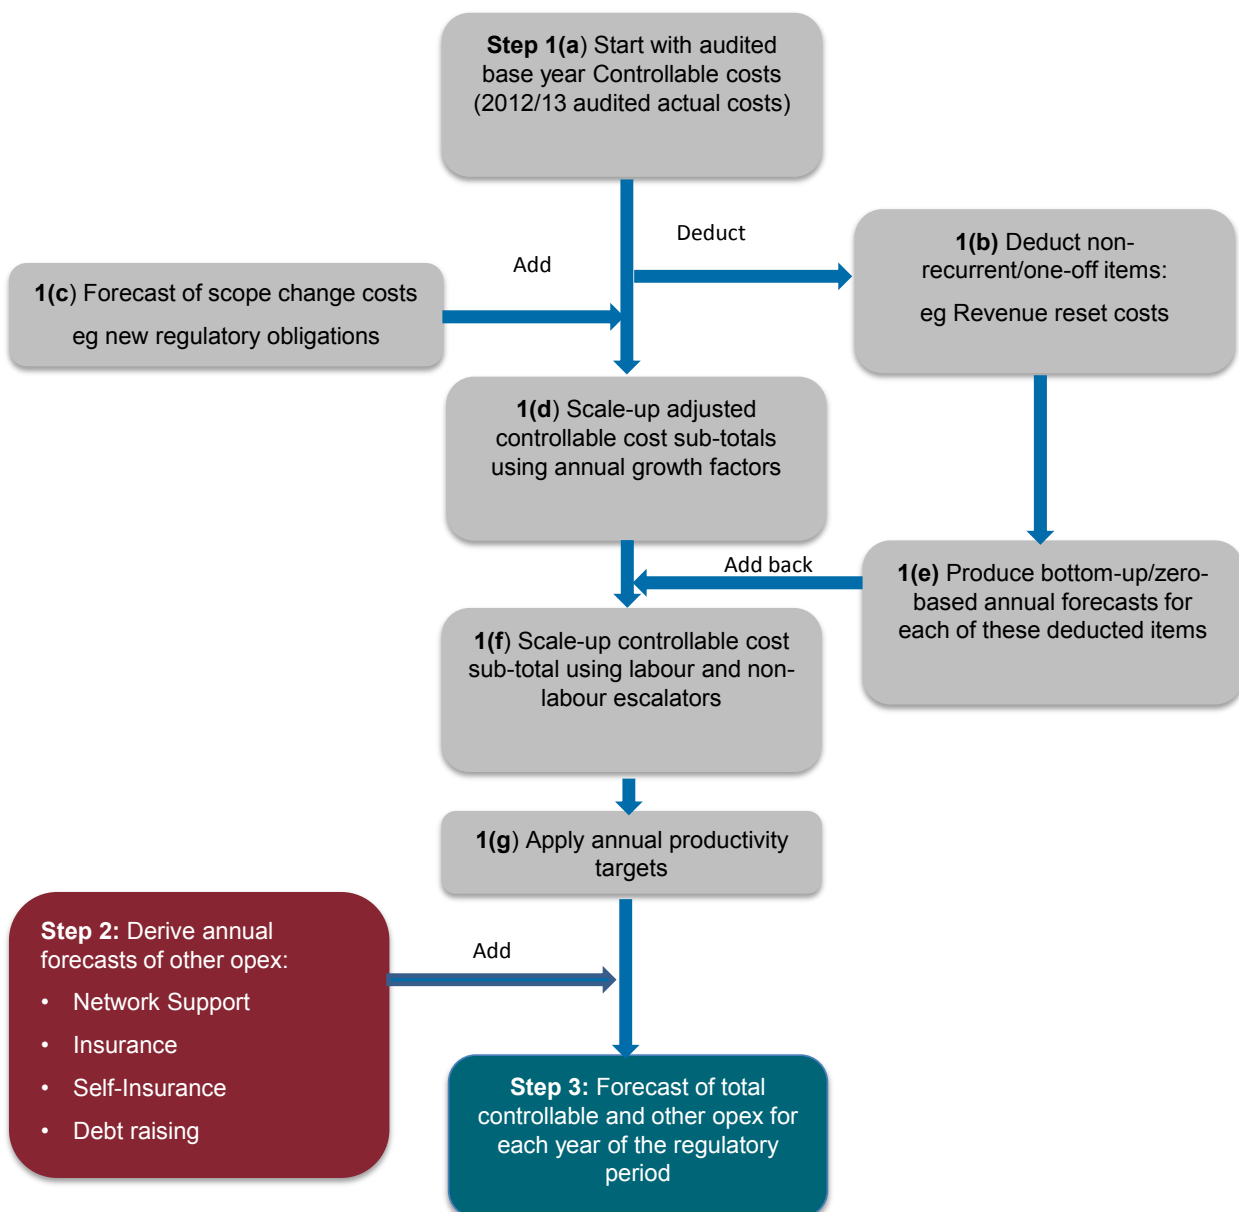 Step 1(a) Start with audited
base year Controllable costs
(2012/13 audited actual costs)
Deduct
1(b) Deduct non-
recurrent/one-off items:
eg Revenue reset costs
Add
1(c) Forecast of scope change costs
eg new regulatory obligations
1(d) Scale-up adjusted
controllable cost sub-totals
using annual growth factors
Add back
1(e) Produce bottom-up/zero-
based annual forecasts for
each of these deducted items
1(f) Scale-up controllable cost
sub-total using labour and non-
labour escalators
1(g) Apply annual productivity
targets
Step 2: Derive annual
forecasts of other opex:
• Network Support
• Insurance
• Self-Insurance
• Debt raising
Add
Step 3: Forecast of total
controllable and other opex for
each year of the regulatory
period